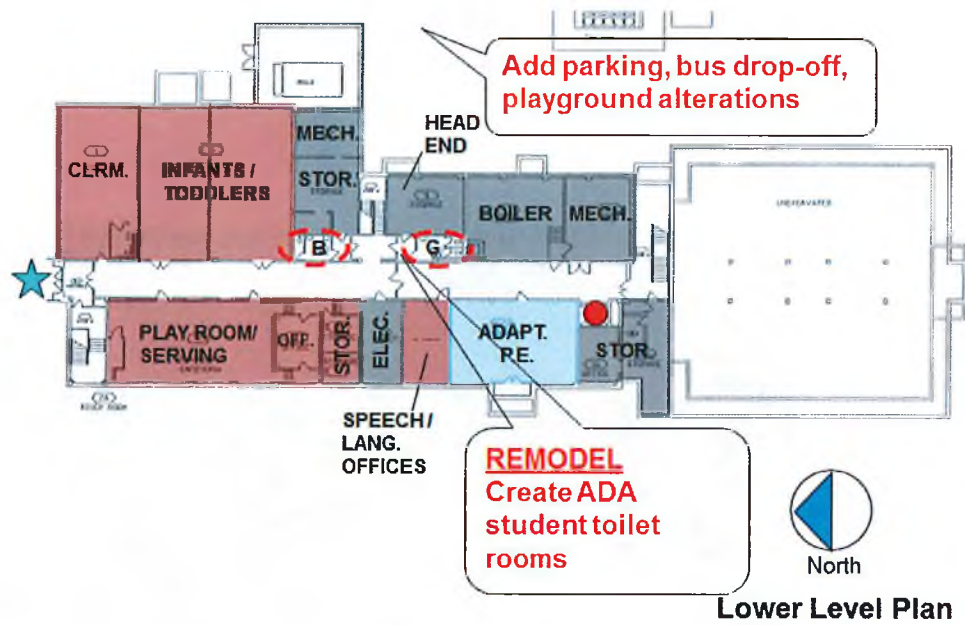 Add parking, bus drop-off,
playground alterations
HEAD
END
MECH.
CLRM.
INFANTS /
TODDLERS
STOR.
BOILER
MECH.
B
G
PLAY ROOM/
SERVING
OFF.
STOR.
ELEC.
ADAPT.
P.E.
STOR.
SPEECH /
LANG.
OFFICES
REMODEL
Create ADA
student toilet
rooms
North
Lower Level Plan